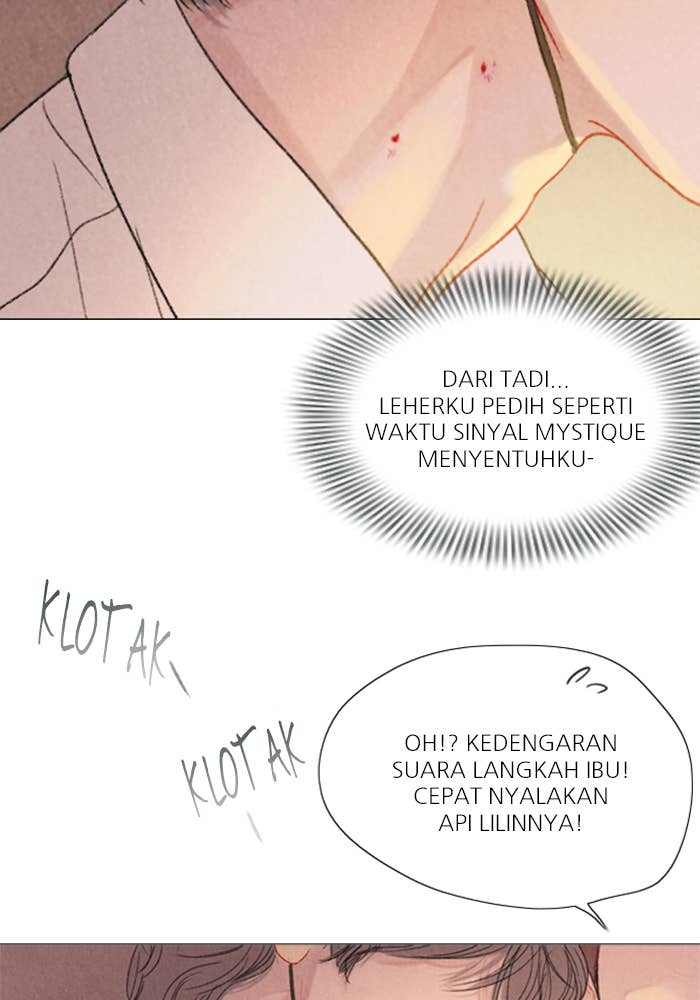 DARI TADI...
LEHERKU PEDIH SEPERTI
WAKTU SINYAL MYSTIQUE
MENYENTUHKU-
KLOTAK
KLOTAK
OH!? KEDENGARAN
SUARA LANGKAH IBU!
CEPAT NYALAKAN
API LILINNYA!